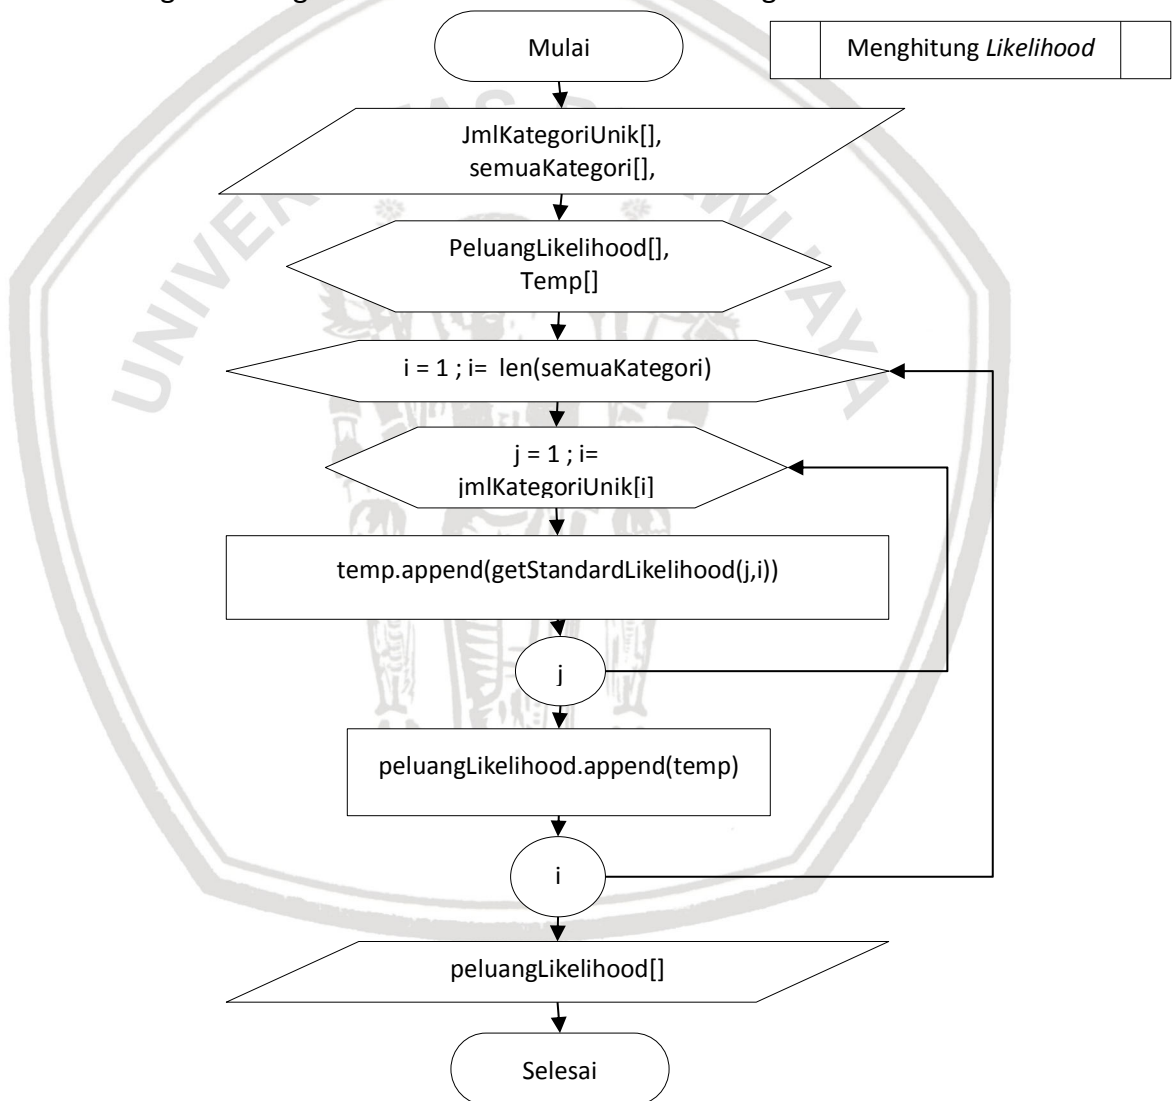 Mulai
Menghitung Likelihood
JmlKategoriUnik[],
semuaKategori[],
PeluangLikelihood[],
Temp[]
i = 1 ; i= len(semuaKategori)
j = 1 ; i=
jmlKategoriUnik[i]
temp.append(getStandardLikelihood(j,i))
j
peluangLikelihood.append(temp)
i
peluangLikelihood[]
Selesai